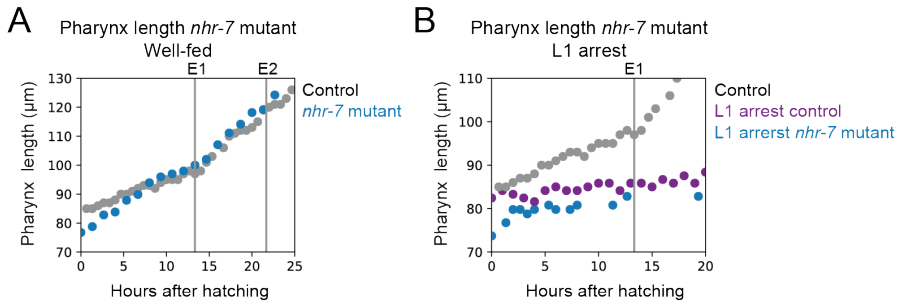 A
Pharynx length nhr-7 mutant
Well-fed
E1 E2
130
120
110
100
90
80
70
0 5 10 15 20 25
Pharynx length (μm)
Hours after hatching
Control
nhr-7 mutant
B
Pharynx length nhr-7 mutant
L1 arrest
E1
110
100
90
80
70
0 5 10 15 20
Pharynx length (μm)
Hours after hatching
Control
L1 arrest control
L1 arrerst nhr-7 mutant